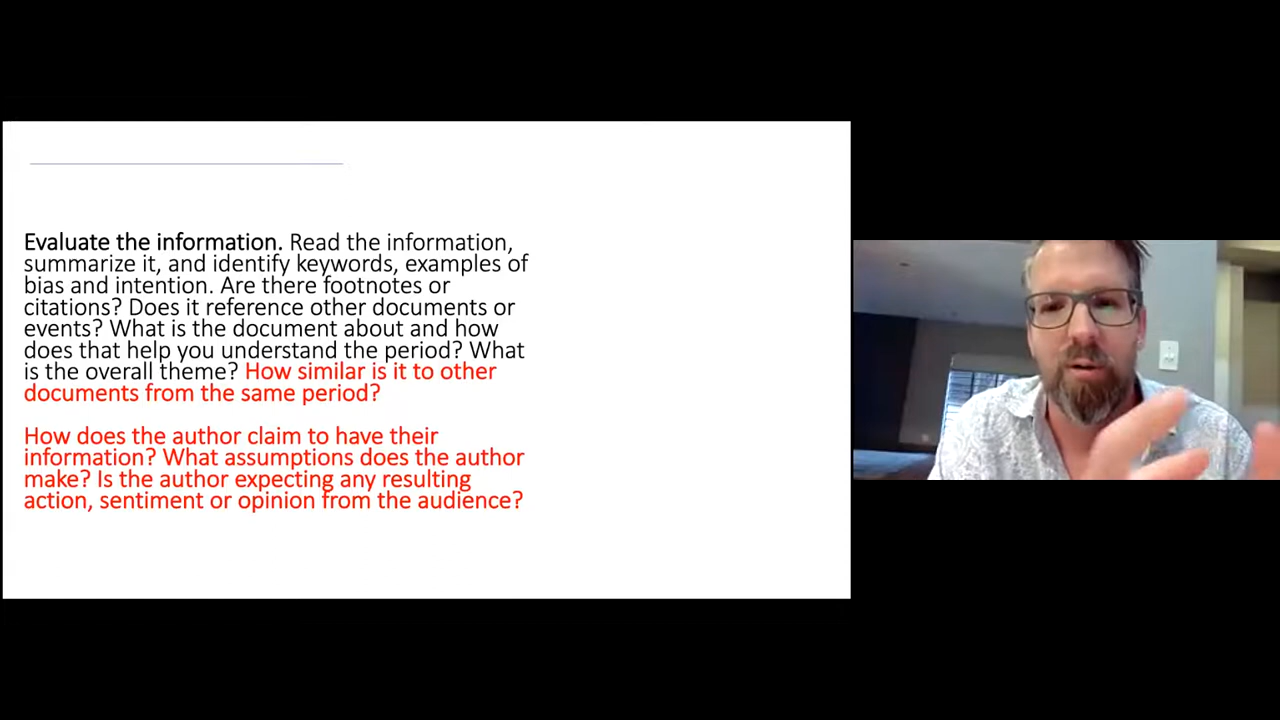 Evaluate the information. Read the information,
summarize it, and identify keywords, examples of
bias and intention. Are there footnotes or
citations? Does it reference other documents or
events? What is the document about and how
does that help you understand the period? What
is the overall theme? How similar is it to other
documents from the same period?
How does the author claim to have their
information? What assumptions does the author
make? Is the author expecting any resulting
action, sentiment or opinion from the audience?